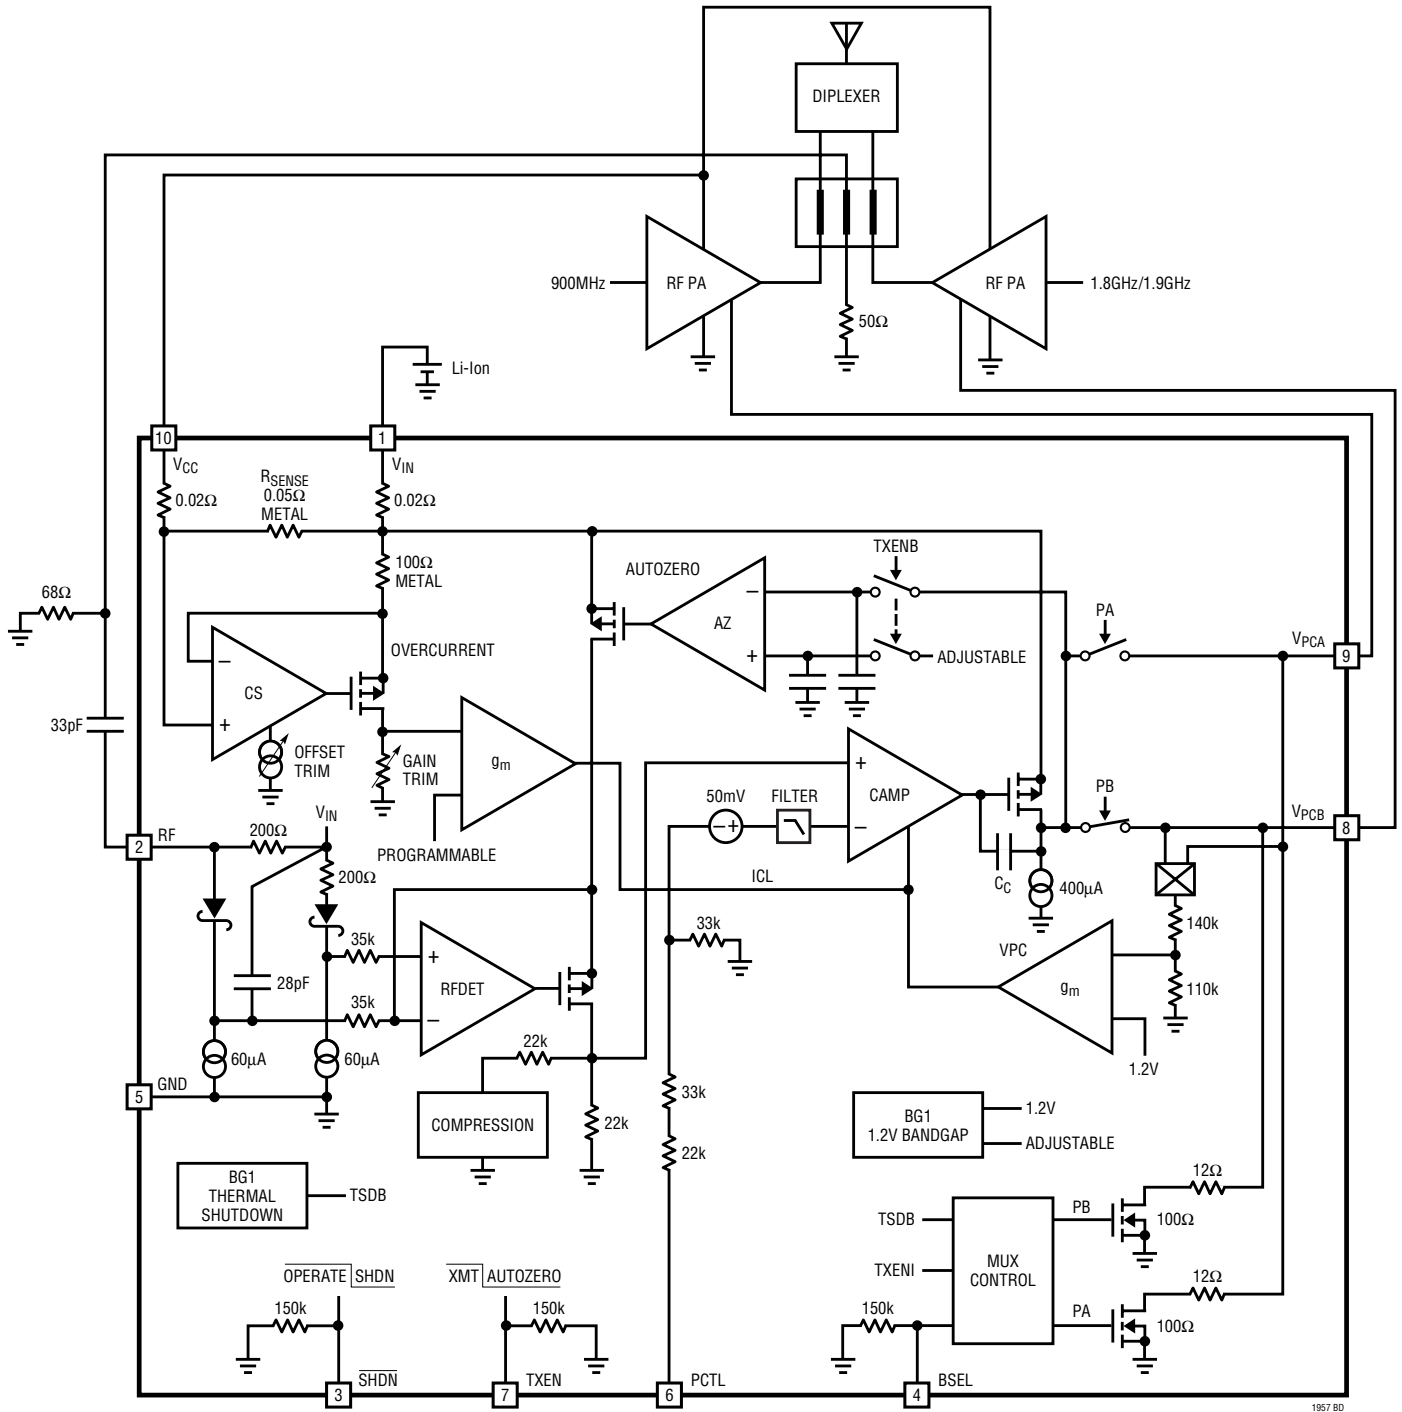 DIPLEXER
900MHz
RF PA
RF PA
1.8GHz/1.9GHz
50Ω
Li-Ion
10
1
VCC
VIN
RSENSE
0.05Ω
METAL
0.02Ω
0.02Ω
100Ω
METAL
68Ω
AUTOZERO
TXENB
AZ
−
+
ADJUSTABLE
PA
VPCA
9
OVERCURRENT
−
CS
+
33pF
OFFSET
TRIM
GAIN
TRIM
gm
PROGRAMMABLE
50mV
− +
FILTER
+
CAMP
−
PB
VPCB
8
VIN
2
RF
200Ω
200Ω
ICL
CC
400µA
140k
110k
VPC
gm
1.2V
33k
35k
35k
28pF
+
RFDET
−
60µA
60µA
5
GND
22k
COMPRESSION
22k
33k
22k
BG1
1.2V BANDGAP
1.2V
ADJUSTABLE
BG1
THERMAL
SHUTDOWN
TSDB
TSDB
TXENI
MUX
CONTROL
PB
PA
12Ω
100Ω
12Ω
100Ω
OPERATE SHDN
XMT AUTOZERO
150k
150k
150k
3
SHDN
7
TXEN
6
PCTL
4
BSEL
1957 BD